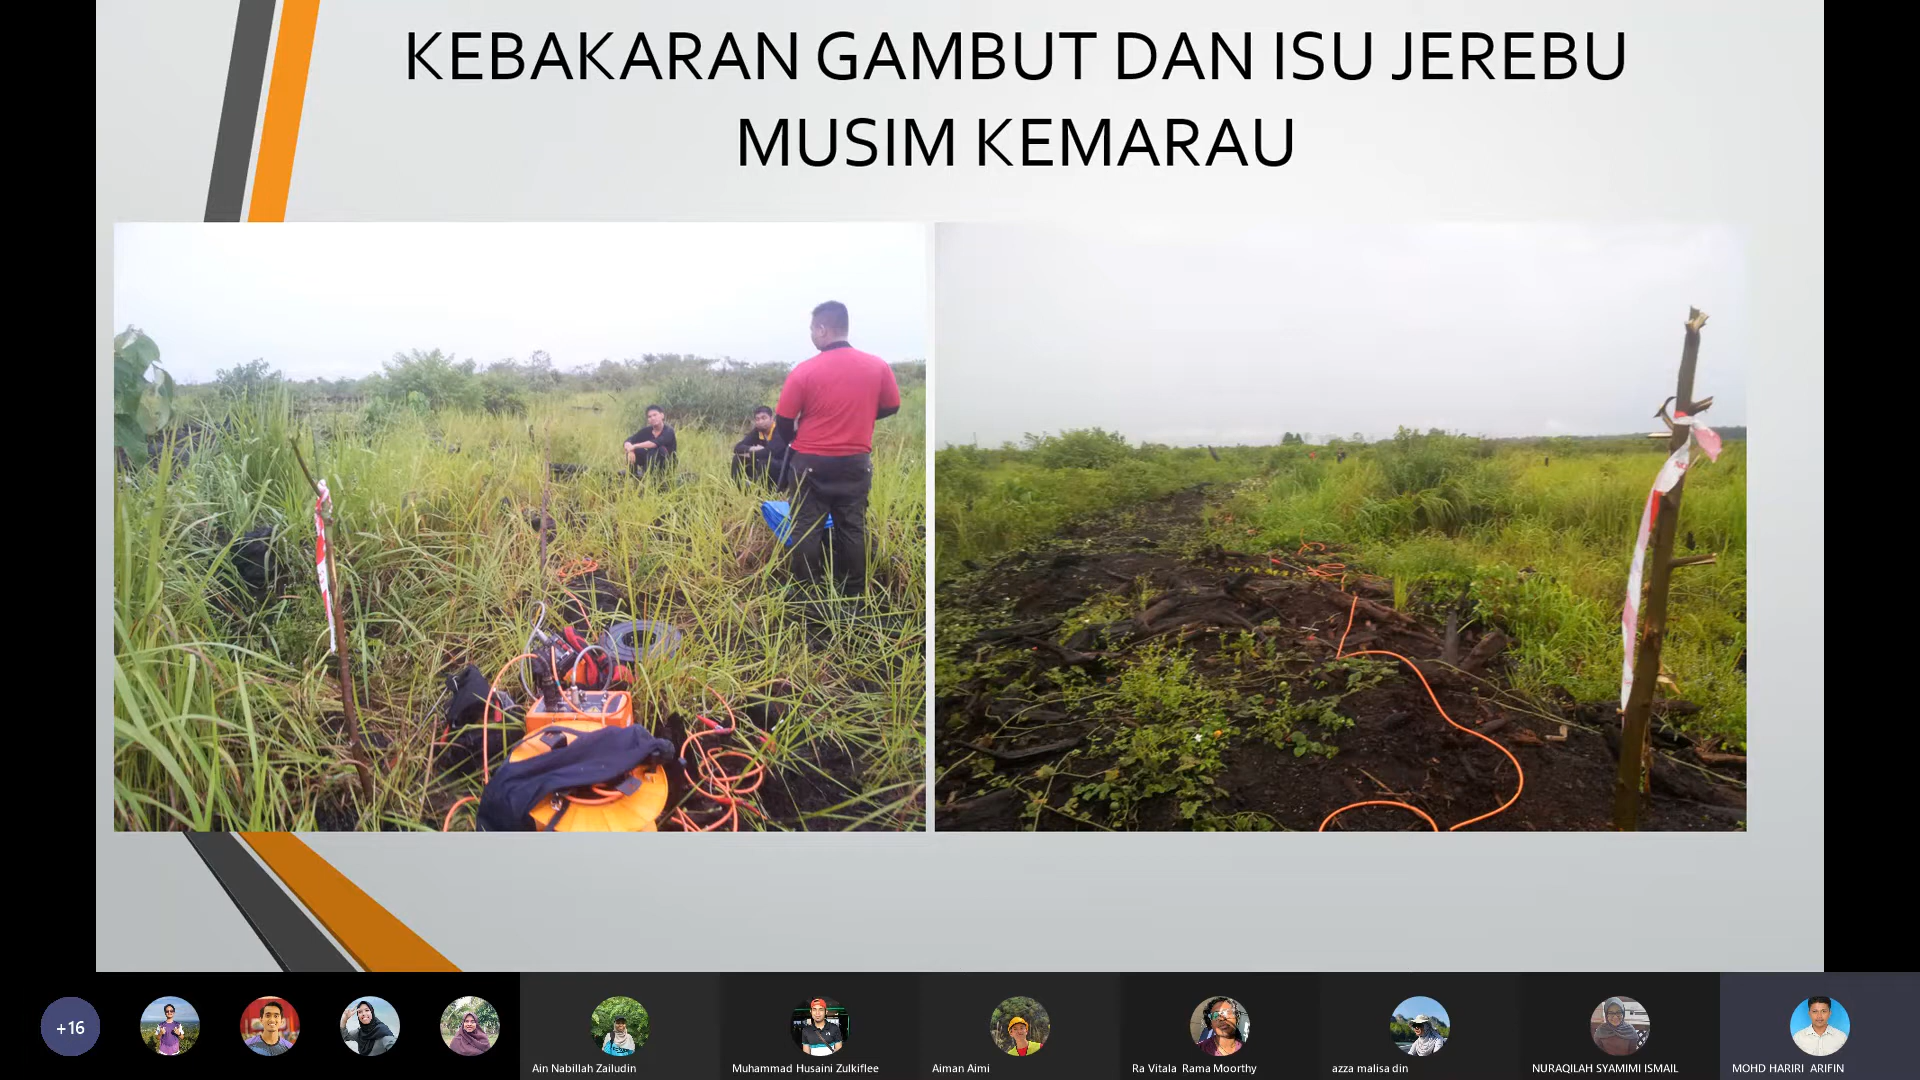 KEBAKARAN GAMBUT DAN ISU JEREBU
MUSIM KEMARAU
+16
Ain Nabillah Zailudin
Muhammad Husaini Zulkiflee
Aiman Aimi
Ra Vitala Rama Moorthy
azza malisa din
NURAQILAH SYAMIMI ISMAIL
MOHD HARIRI ARIFIN